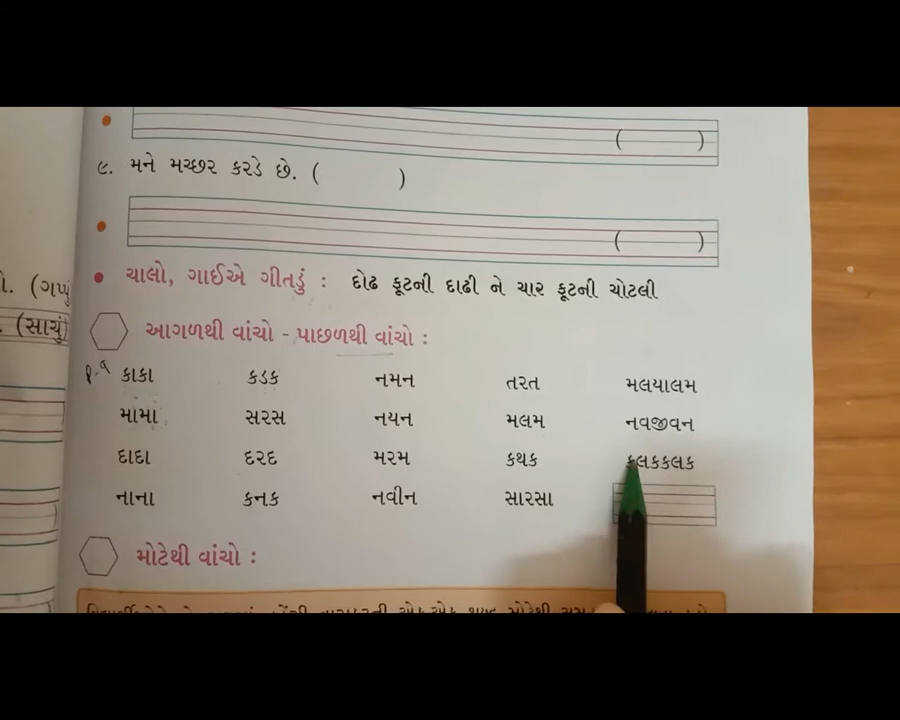 ( )
૯. મને મચ્છર કરડે છે. ( )
( )
ો. (ગપ્પુ
. (સાચું)
• ચાલો, ગાઈએ ગીતડું : દોઢ ફૂટની દાઢી ને ચાર ફૂટની ચોટલી
આગળથી વાંચો - પાછળથી વાંચો :
કાકા કડક નમન તરત મલયાલમ
મામા સરસ નયન મલમ નવજીવન
દાદા દરદ મરમ કથક કલકકલક
નાના કનક નવીન સારસા
મોટેથી વાંચો :